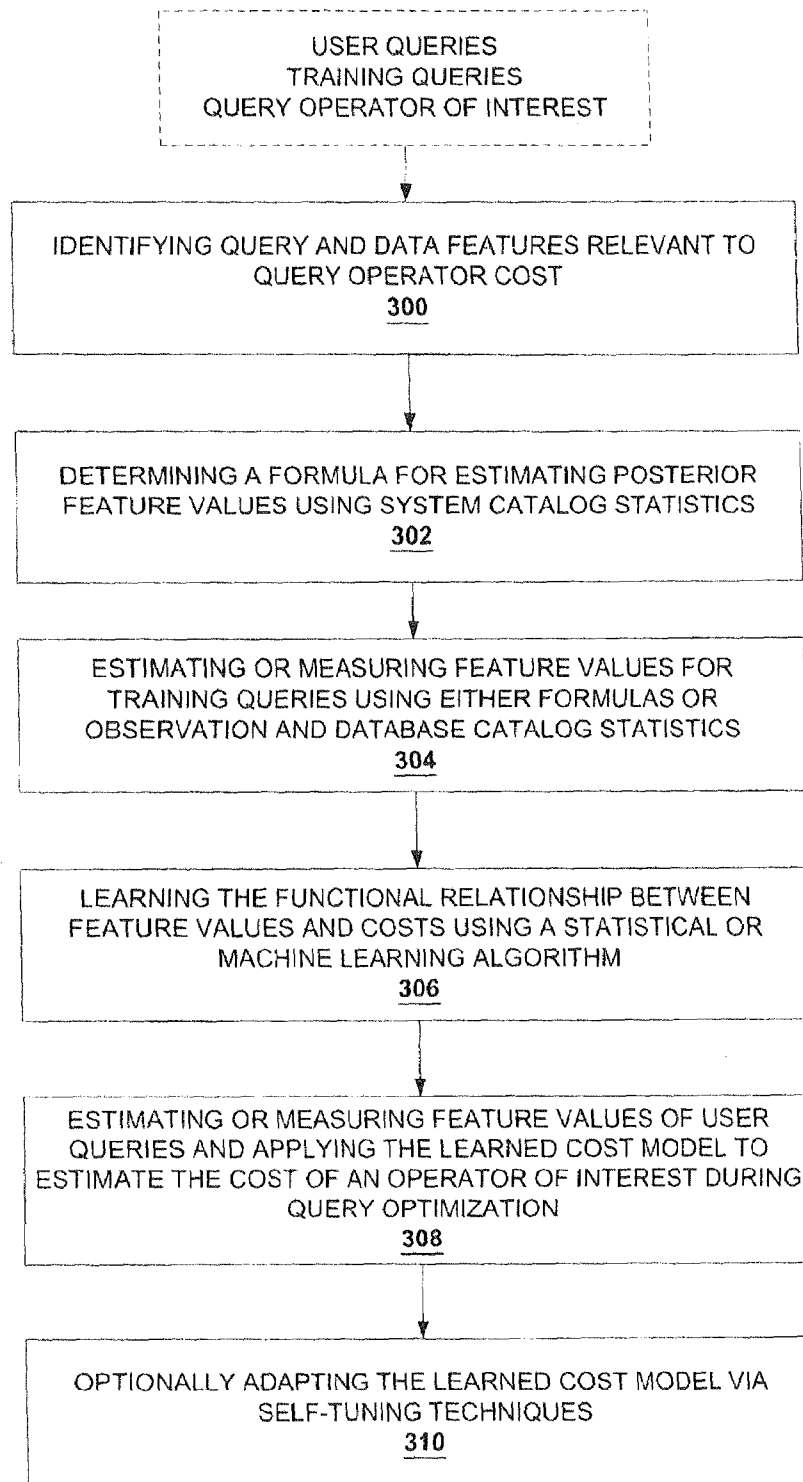 USER QUERIES
TRAINING QUERIES
QUERY OPERATOR OF INTEREST
IDENTIFYING QUERY AND DATA FEATURES RELEVANT TO
QUERY OPERATOR COST
300
DETERMINING A FORMULA FOR ESTIMATING POSTERIOR
FEATURE VALUES USING SYSTEM CATALOG STATISTICS
302
ESTIMATING OR MEASURING FEATURE VALUES FOR
TRAINING QUERIES USING EITHER FORMULAS OR
OBSERVATION AND DATABASE CATALOG STATISTICS
304
LEARNING THE FUNCTIONAL RELATIONSHIP BETWEEN
FEATURE VALUES AND COSTS USING A STATISTICAL OR
MACHINE LEARNING ALGORITHM
306
ESTIMATING OR MEASURING FEATURE VALUES OF USER
QUERIES AND APPLYING THE LEARNED COST MODEL TO
ESTIMATE THE COST OF AN OPERATOR OF INTEREST DURING
QUERY OPTIMIZATION
308
OPTIONALLY ADAPTING THE LEARNED COST MODEL VIA
SELF-TUNING TECHNIQUES
310